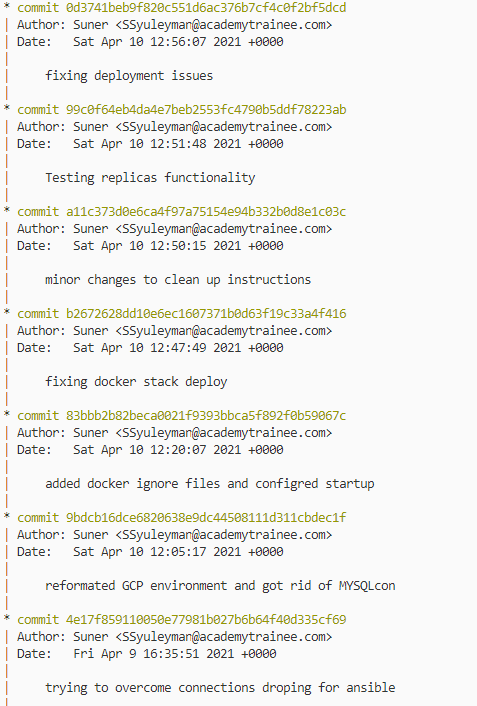 * commit 0d3741beb9f820c551d6ac376b7cf4c0f2bf5dcd
| Author: Suner <SSyuleyman@academytrainee.com>
| Date:   Sat Apr 10 12:56:07 2021 +0000
|
|     fixing deployment issues
|
* commit 99c0f64eb4da4e7beb2553fc4790b5ddf78223ab
| Author: Suner <SSyuleyman@academytrainee.com>
| Date:   Sat Apr 10 12:51:48 2021 +0000
|
|     Testing replicas functionality
|
* commit a11c373d0e6ca4f97a75154e94b332b0d8e1c03c
| Author: Suner <SSyuleyman@academytrainee.com>
| Date:   Sat Apr 10 12:50:15 2021 +0000
|
|     minor changes to clean up instructions
|
* commit b2672628dd10e6ec1607371b0d63f19c33a4f416
| Author: Suner <SSyuleyman@academytrainee.com>
| Date:   Sat Apr 10 12:47:49 2021 +0000
|
|     fixing docker stack deploy
|
* commit 83bbb2b82beca0021f9393bbca5f892f0b59067c
| Author: Suner <SSyuleyman@academytrainee.com>
| Date:   Sat Apr 10 12:20:07 2021 +0000
|
|     added docker ignore files and configred startup
|
* commit 9bdcb16dce6820638e9dc44508111d311cbdec1f
| Author: Suner <SSyuleyman@academytrainee.com>
| Date:   Sat Apr 10 12:05:17 2021 +0000
|
|     reformated GCP environment and got rid of MYSQLcon
|
* commit 4e17f859110050e77981b027b6b64f40d335cf69
| Author: Suner <SSyuleyman@academytrainee.com>
| Date:   Fri Apr 9 16:35:51 2021 +0000
|
|     trying to overcome connections droping for ansible
|